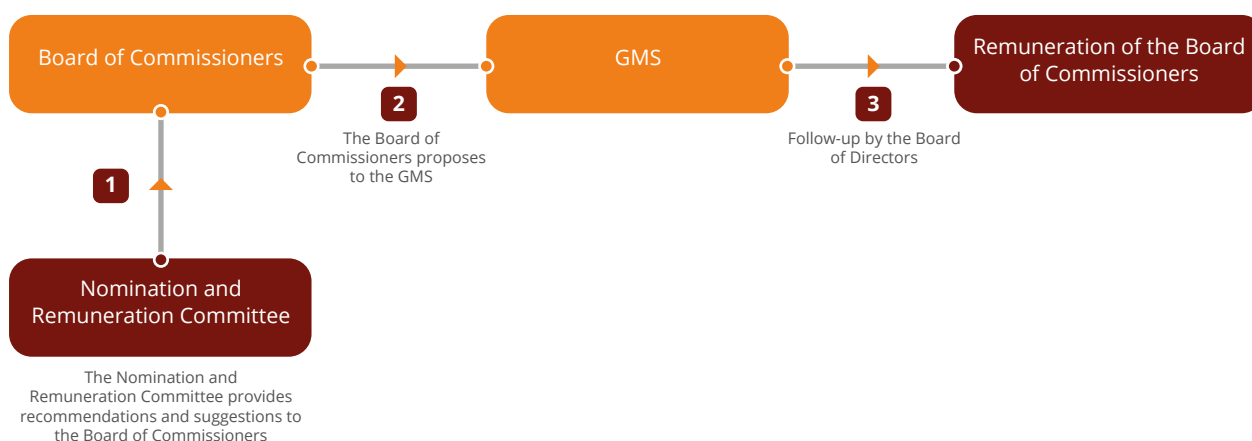 Board of Commissioners
GMS
Remuneration of the Board
of Commissioners
2
The Board of
Commissioners proposes
to the GMS
3
Follow-up by the Board
of Directors
1
Nomination and
Remuneration Committee
The Nomination and
Remuneration Committee provides
recommendations and suggestions to
the Board of Commissioners